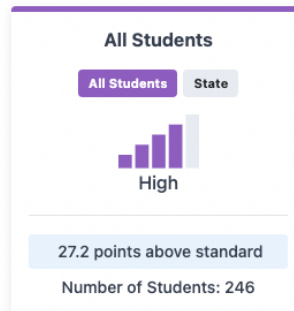 All Students
All Students State
High
27.2 points above standard
Number of Students: 246